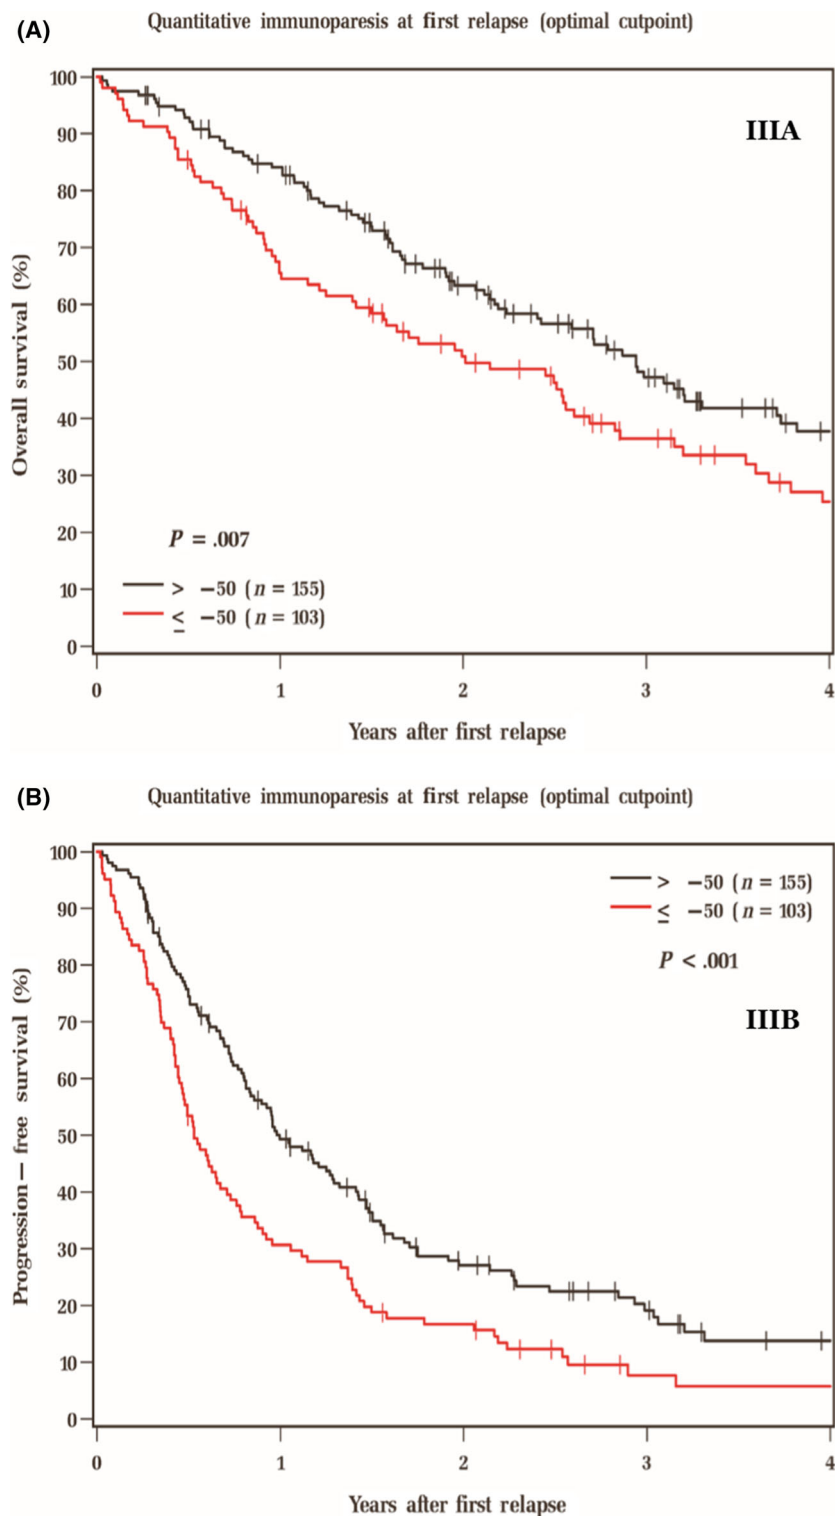 (A)
Quantitative immunoparesis at first relapse (optimal cutpoint)
IIIA
100
90
80
70
60
50
40
30
20
10
0
Overall survival (%)
P = .007
> −50 (n = 155)
≤ −50 (n = 103)
0 1 2 3 4
Years after first relapse
(B)
Quantitative immunoparesis at first relapse (optimal cutpoint)
> −50 (n = 155)
≤ −50 (n = 103)
P < .001
IIIB
100
90
80
70
60
50
40
30
20
10
0
Progression− free survival (%)
0 1 2 3 4
Years after first relapse